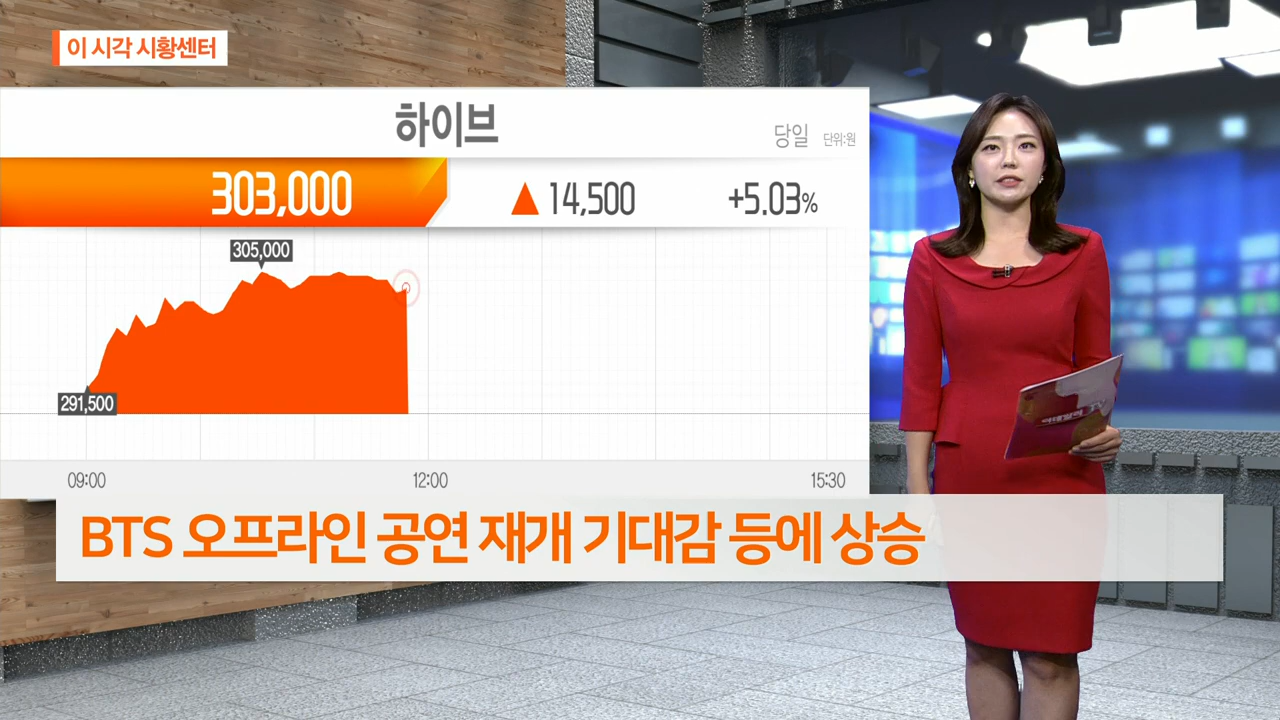 이 시각 시황센터
하이브
당일 단위:원
303,000 ▲ 14,500 +5.03%
305,000
291,500
09:00 12:00 15:30
BTS 오프라인 공연 재개 기대감 등에 상승